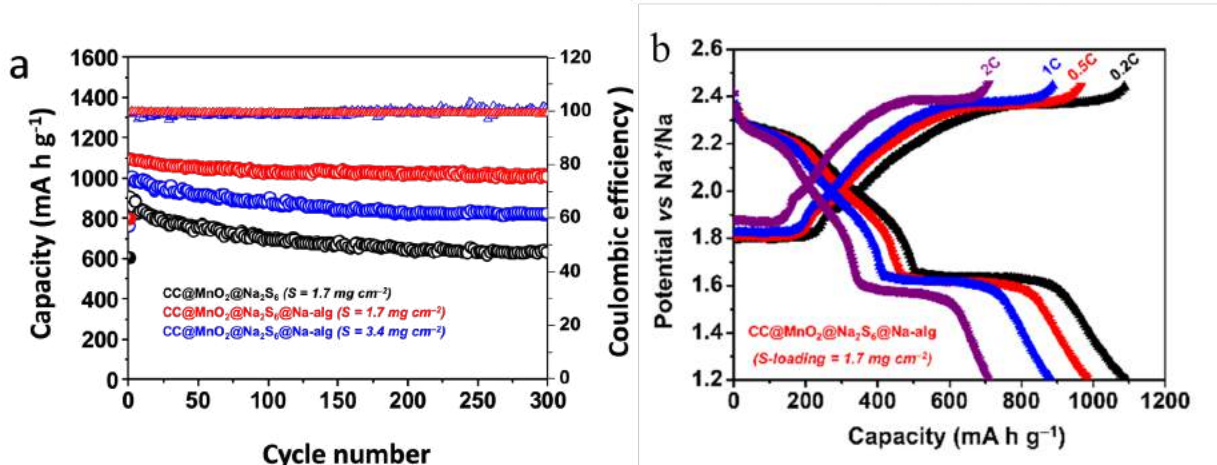 a
1600
1400
1300
1000
800
600
400
200
0
120
100
80
60
40
20
0
0 50 100 150 200 250 300
Capacity (mA h g⁻¹)
Coulombic efficiency )
Cycle number
CC@MnO₂@Na₂S₆ (S = 1.7 mg cm⁻²)
CC@MnO₂@Na₂S₆@Na-alg (S = 1.7 mg cm⁻²)
CC@MnO₂@Na₂S₆@Na-alg (S = 3.4 mg cm⁻²)
b
2C 1C 0.5C 0.2C
2.6
2.4
2.2
2.0
1.8
1.6
1.4
1.2
0 200 400 600 800 1000 1200
Potential vs Na⁺/Na
Capacity (mA h g⁻¹)
CC@MnO₂@Na₂S₆@Na-alg
(S-loading = 1.7 mg cm⁻²)